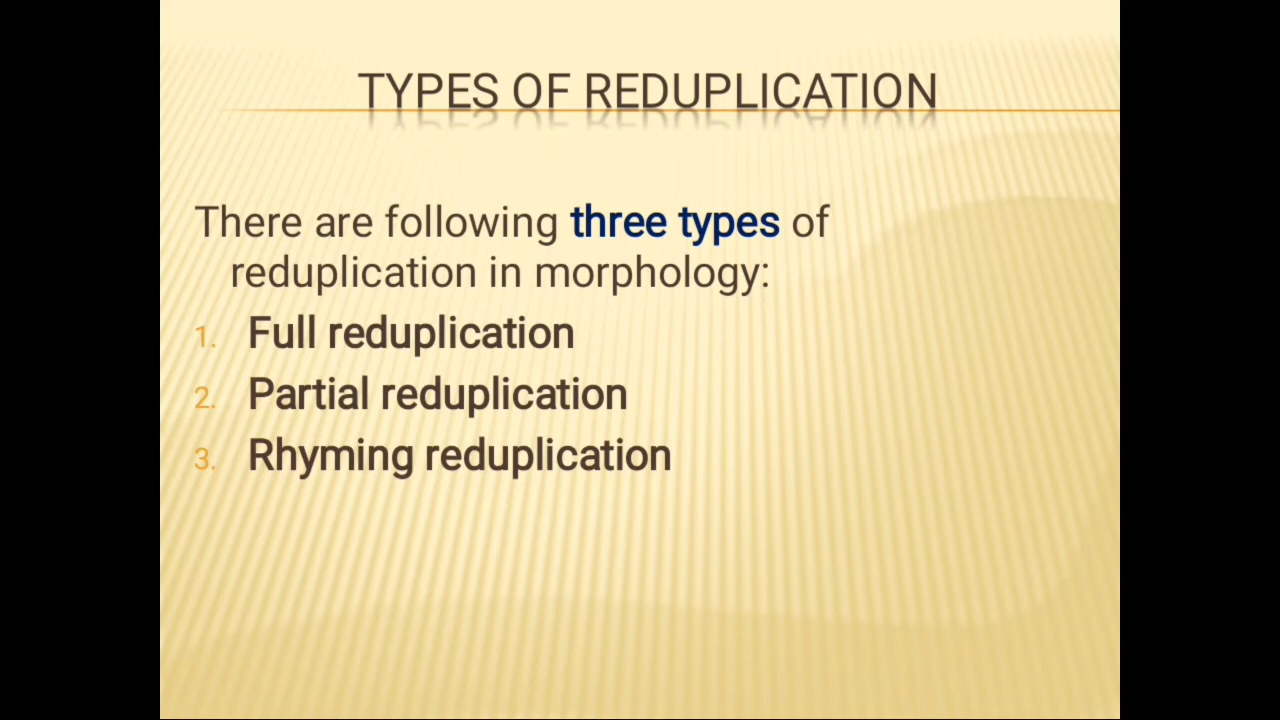 TYPES OF REDUPLICATION
There are following three types of
reduplication in morphology:
1. Full reduplication
2. Partial reduplication
3. Rhyming reduplication